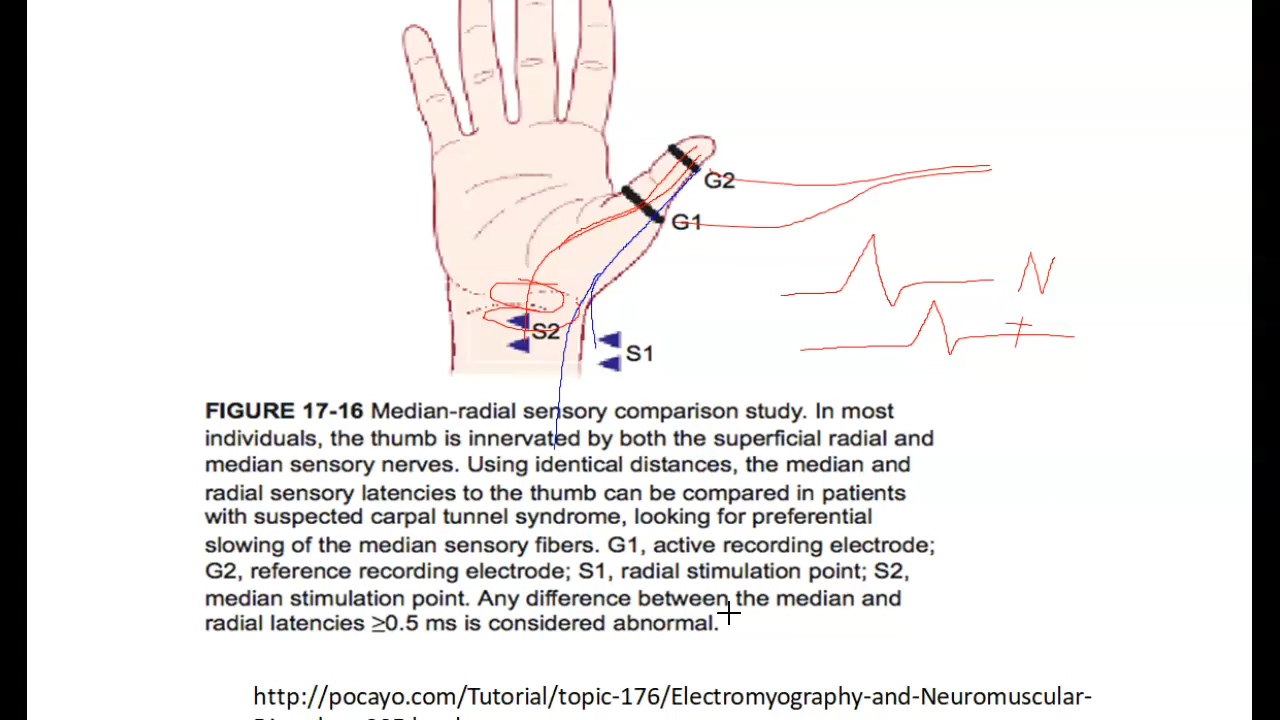 G2
G1
N
+
S2
S1
FIGURE 17-16 Median-radial sensory comparison study. In most
individuals, the thumb is innervated by both the superficial radial and
median sensory nerves. Using identical distances, the median and
radial sensory latencies to the thumb can be compared in patients
with suspected carpal tunnel syndrome, looking for preferential
slowing of the median sensory fibers. G1, active recording electrode;
G2, reference recording electrode; S1, radial stimulation point; S2,
median stimulation point. Any difference between the median and
radial latencies ≥0.5 ms is considered abnormal.
http://pocayo.com/Tutorial/topic-176/Electromyography-and-Neuromuscular-